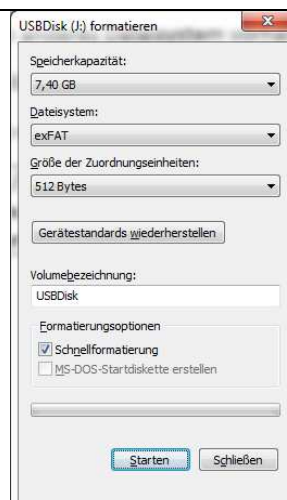 USBDisk (J:) formatieren
Speicherkapazität:
7,40 GB
Dateisystem:
exFAT
Größe der Zuordnungseinheiten:
512 Bytes
Gerätestandards wiederherstellen
Volumebezeichnung:
USBDisk
Formatierungsoptionen
Schnellformatierung
MS-DOS-Startdiskette erstellen
Starten Schließen